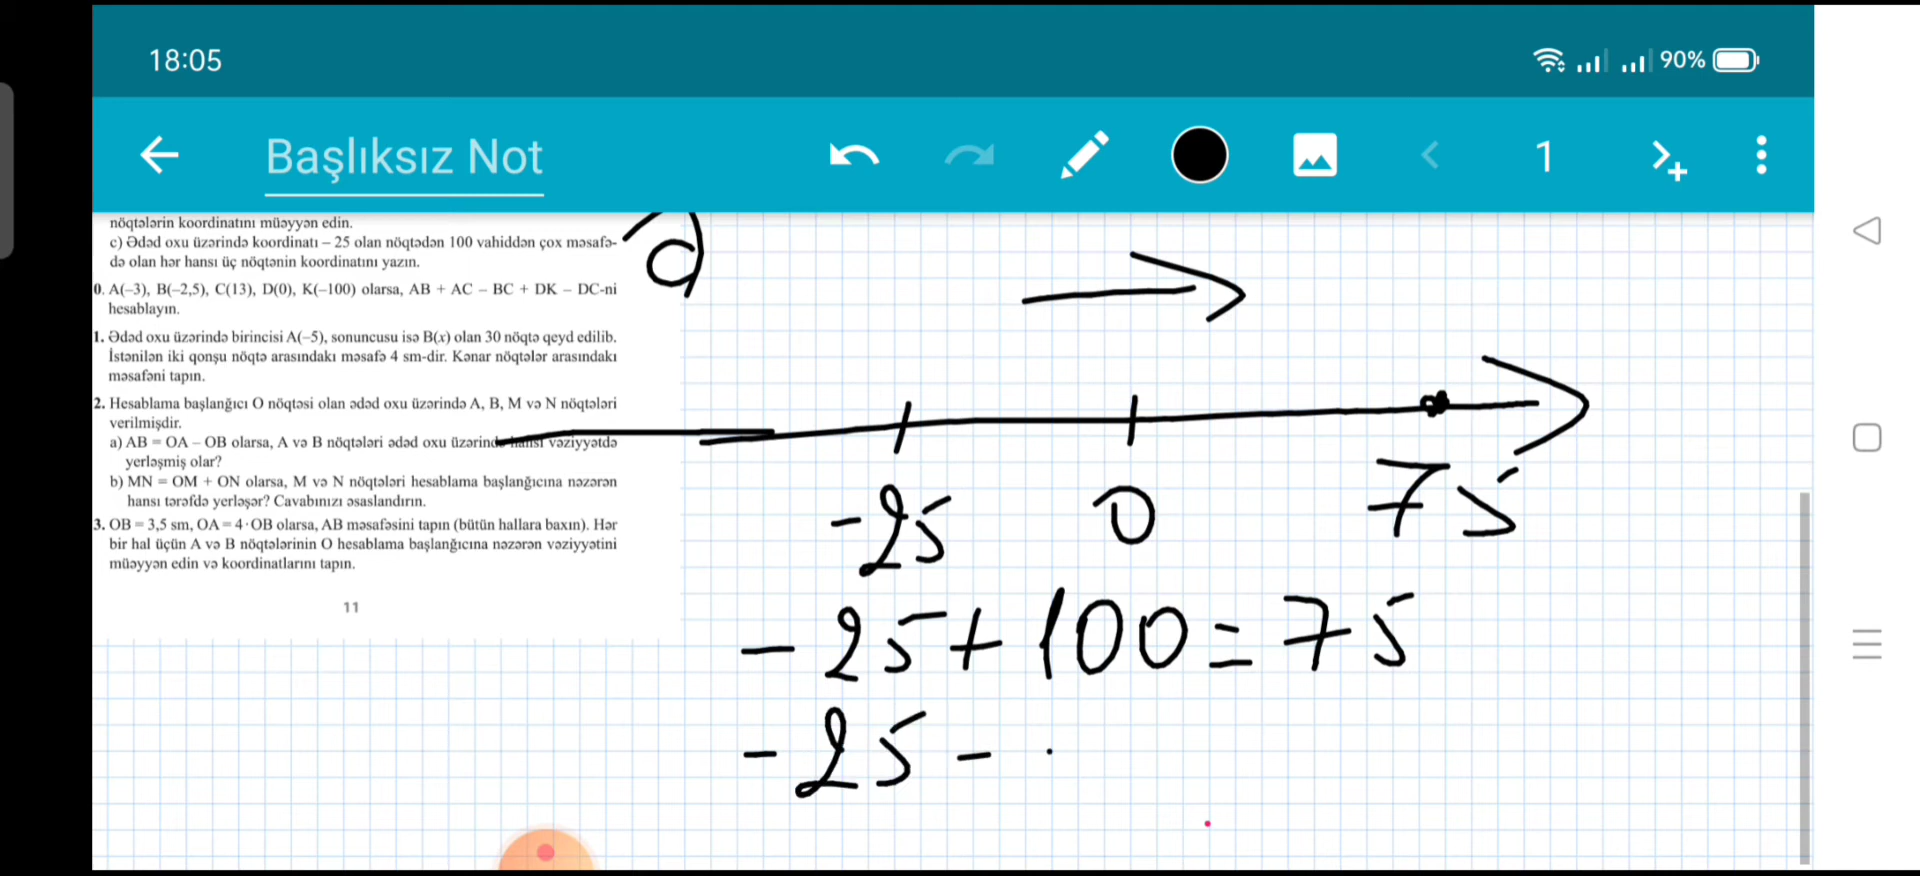 18:05
90%
Başlıksız Not
1
nöqtələrin koordinatını müəyyən edin.
c) Ədəd oxu üzərində koordinatı – 25 olan nöqtədən 100 vahiddən çox məsafə-
də olan hər hansı üç nöqtənin koordinatını yazın.
0. A(–3), B(–2,5), C(13), D(0), K(–100) olarsa, AB + AC – BC + DK – DC-ni
hesablayın.
1. Ədəd oxu üzərində birincisi A(–5), sonuncusu isə B(x) olan 30 nöqtə qeyd edilib.
İstənilən iki qonşu nöqtə arasındakı məsafə 4 sm-dir. Kənar nöqtələr arasındakı
məsafəni tapın.
2. Hesablama başlanğıcı O nöqtəsi olan ədəd oxu üzərində A, B, M və N nöqtələri
verilmişdir.
a) AB = OA – OB olarsa, A və B nöqtələri ədəd oxu üzərində hansı vəziyyətdə
yerləşmiş olar?
b) MN = OM + ON olarsa, M və N nöqtələri hesablama başlanğıcına nəzərən
hansı tərəfdə yerləşər? Cavabınızı əsaslandırın.
3. OB = 3,5 sm, OA = 4 · OB olarsa, AB məsafəsini tapın (bütün hallara baxın). Hər
bir hal üçün A və B nöqtələrinin O hesablama başlanğıcına nəzərən vəziyyətini
müəyyən edin və koordinatlarını tapın.
11
-25 0 75
-25+100=75
-25-